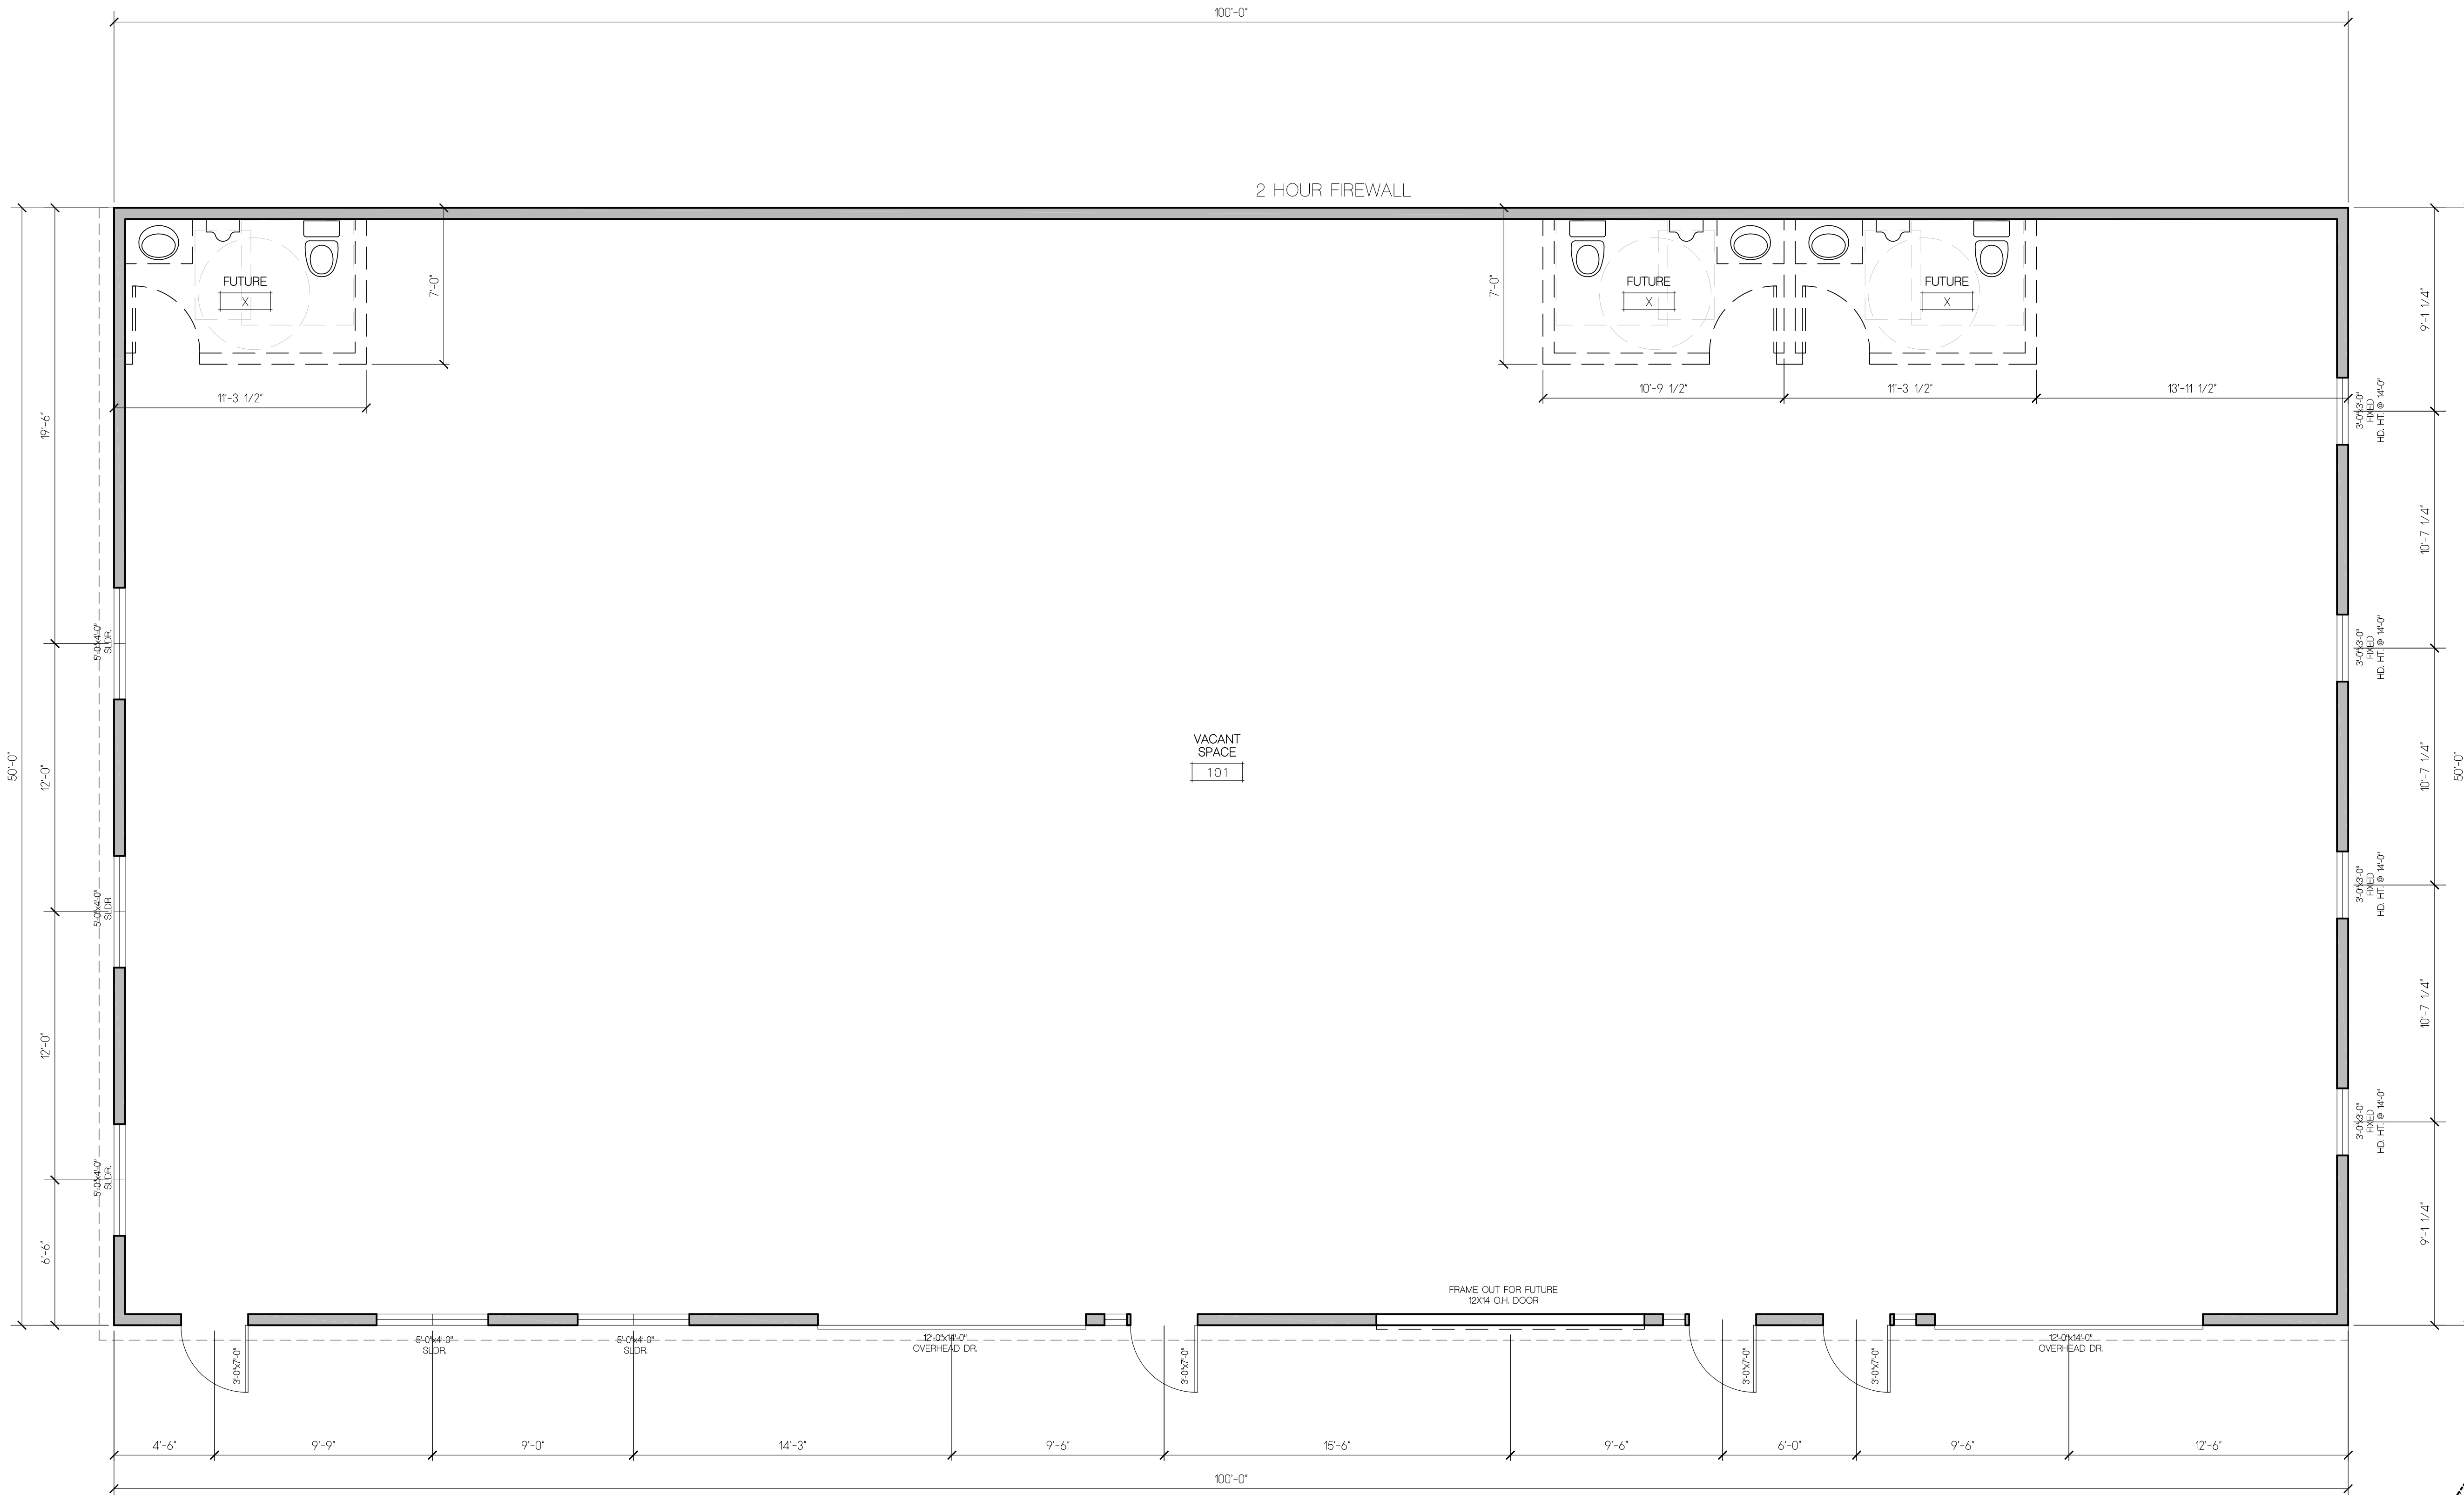 100'-0"
2 HOUR FIREWALL
FUTURE
X
7'-0"
11'-3 1/2"
7'-0"
FUTURE
X
FUTURE
X
10'-9 1/2"
11'-3 1/2"
13'-11 1/2"
50'-0"
19'-6"
12'-0"
12'-0"
6'-6"
5'-0"x4'-0"
SLDR.
5'-0"x4'-0"
SLDR.
5'-0"x4'-0"
SLDR.
VACANT
SPACE
101
3'-0"x3'-0"
FIXED
HD. HT. @ 14'-0"
3'-0"x3'-0"
FIXED
HD. HT. @ 14'-0"
3'-0"x3'-0"
FIXED
HD. HT. @ 14'-0"
3'-0"x3'-0"
FIXED
HD. HT. @ 14'-0"
9'-1 1/4"
10'-7 1/4"
10'-7 1/4"
10'-7 1/4"
9'-1 1/4"
50'-0"
FRAME OUT FOR FUTURE
12X14 O.H. DOOR
3'-0"x7'-0"
5'-0"x4'-0"
SLDR.
5'-0"x4'-0"
SLDR.
12'-0"x14'-0"
OVERHEAD DR.
3'-0"x7'-0"
3'-0"x7'-0"
3'-0"x7'-0"
12'-0"x14'-0"
OVERHEAD DR.
4'-6"
9'-9"
9'-0"
14'-3"
9'-6"
15'-6"
9'-6"
6'-0"
9'-6"
12'-6"
100'-0"